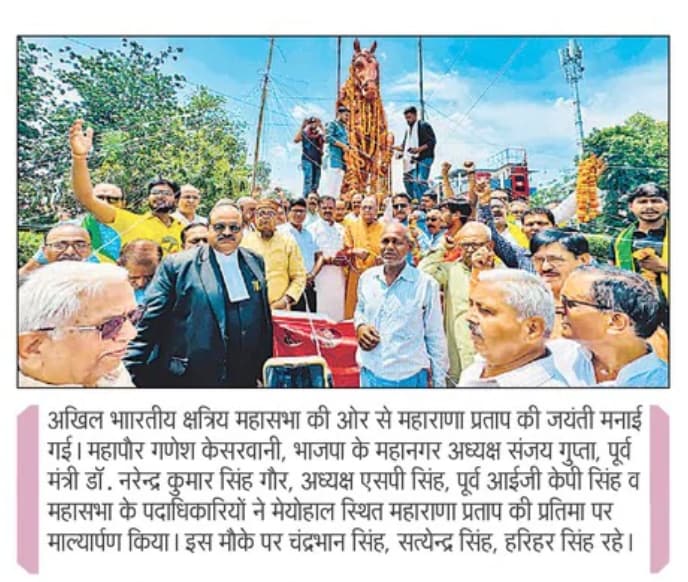 अखिल भाारतीय क्षत्रिय महासभा की ओर से महाराणा प्रताप की जयंती मनाई
गई। महापौर गणेश केसरवानी, भाजपा के महानगर अध्यक्ष संजय गुप्ता, पूर्व
मंत्री डॉ. नरेन्द्र कुमार सिंह गौर, अध्यक्ष एसपी सिंह, पूर्व आईजी केपी सिंह व
महासभा के पदाधिकारियों ने मेयोहाल स्थित महाराणा प्रताप की प्रतिमा पर
माल्यार्पण किया। इस मौके पर चंद्रभान सिंह, सत्येन्द्र सिंह, हरिहर सिंह रहे।